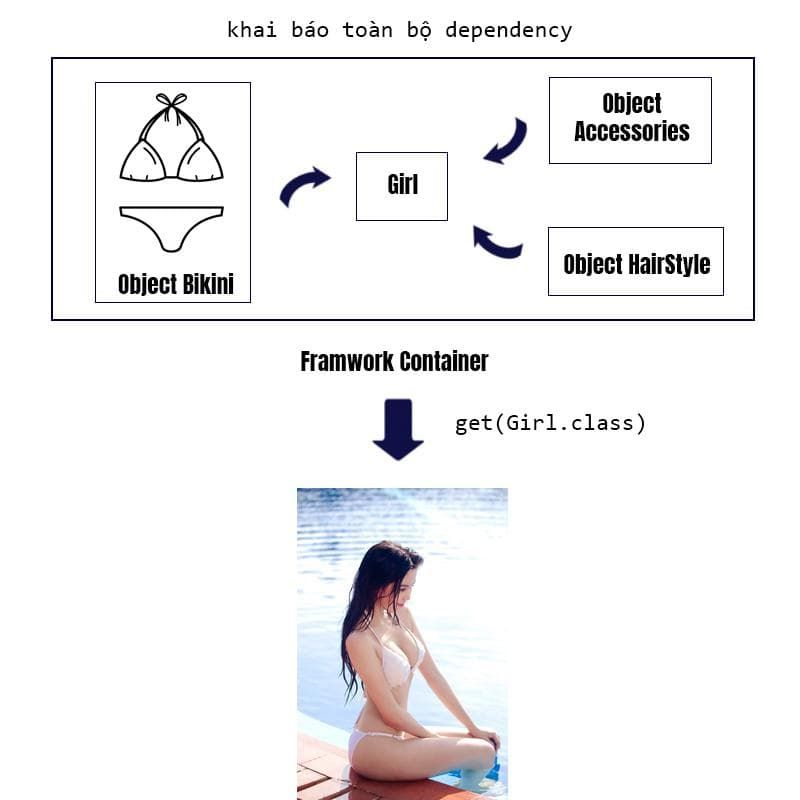 khai báo toàn bộ dependency
Object
Accessories
Girl
Object HairStyle
Object Bikini
Framwork Container
get(Girl.class)